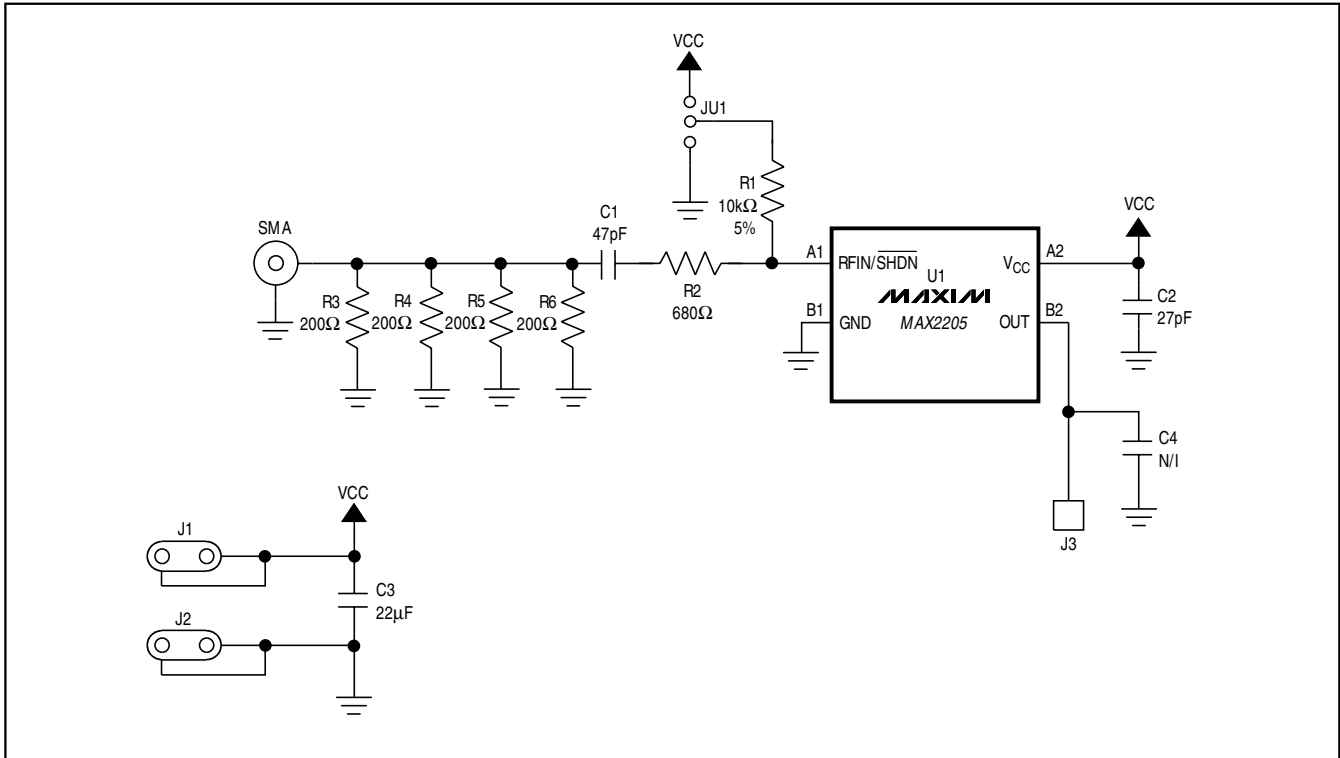 VCC
JU1
R1
10kΩ
5%
SMA
C1
47pF
R2
680Ω
R3
200Ω
R4
200Ω
R5
200Ω
R6
200Ω
A1
RFIN/SHDN
B1
GND
U1
MAXIM
MAX2205
VCC
A2
OUT
B2
VCC
C2
27pF
C4
N/I
J3
VCC
J1
C3
22µF
J2